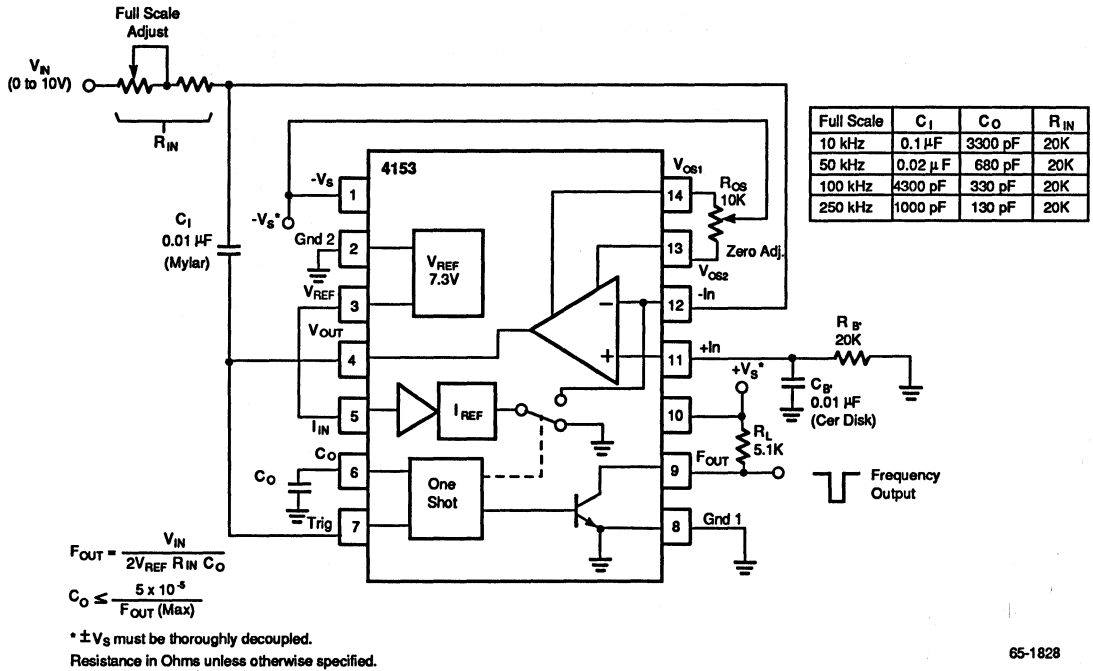 Full Scale
Adjust
V_IN
(0 to 10V)
R_IN
4153
-V_S
1
-V_S*
Gnd 2
2
V_REF
7.3V
V_REF
3
V_OUT
4
I_IN
5
I_REF
C_O
6
C_O
One
Shot
Trig
7
C_I
0.01 µF
(Mylar)
V_OS1
14
R_OS
10K
13
Zero Adj.
V_OS2
-In
12
−
+
+In
11
R_B'
20K
C_B'
0.01 µF
(Cer Disk)
+V_S*
10
R_L
5.1K
F_OUT
9
Frequency
Output
Gnd 1
8
Full Scale C_I C_O R_IN
10 kHz 0.1 µF 3300 pF 20K
50 kHz 0.02 µ F 680 pF 20K
100 kHz 4300 pF 330 pF 20K
250 kHz 1000 pF 130 pF 20K
F_OUT = V_IN / 2V_REF R_IN C_O
C_O ≤ 5 x 10^-5 / F_OUT (Max)
* ±V_S must be thoroughly decoupled.
Resistance in Ohms unless otherwise specified.
65-1828